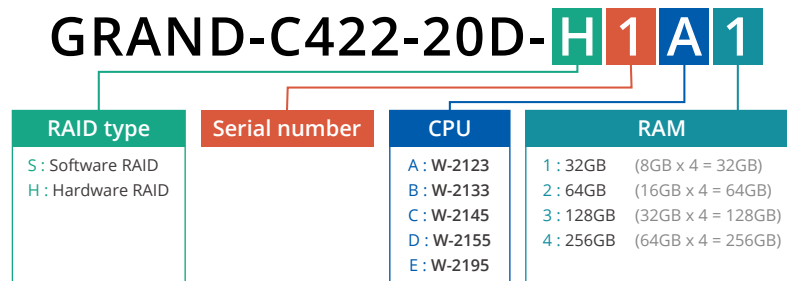 GRAND-C422-20D-H1A1
RAID type
S : Software RAID
H : Hardware RAID
Serial number
CPU
A : W-2123
B : W-2133
C : W-2145
D : W-2155
E : W-2195
RAM
1 : 32GB (8GB x 4 = 32GB)
2 : 64GB (16GB x 4 = 64GB)
3 : 128GB (32GB x 4 = 128GB)
4 : 256GB (64GB x 4 = 256GB)